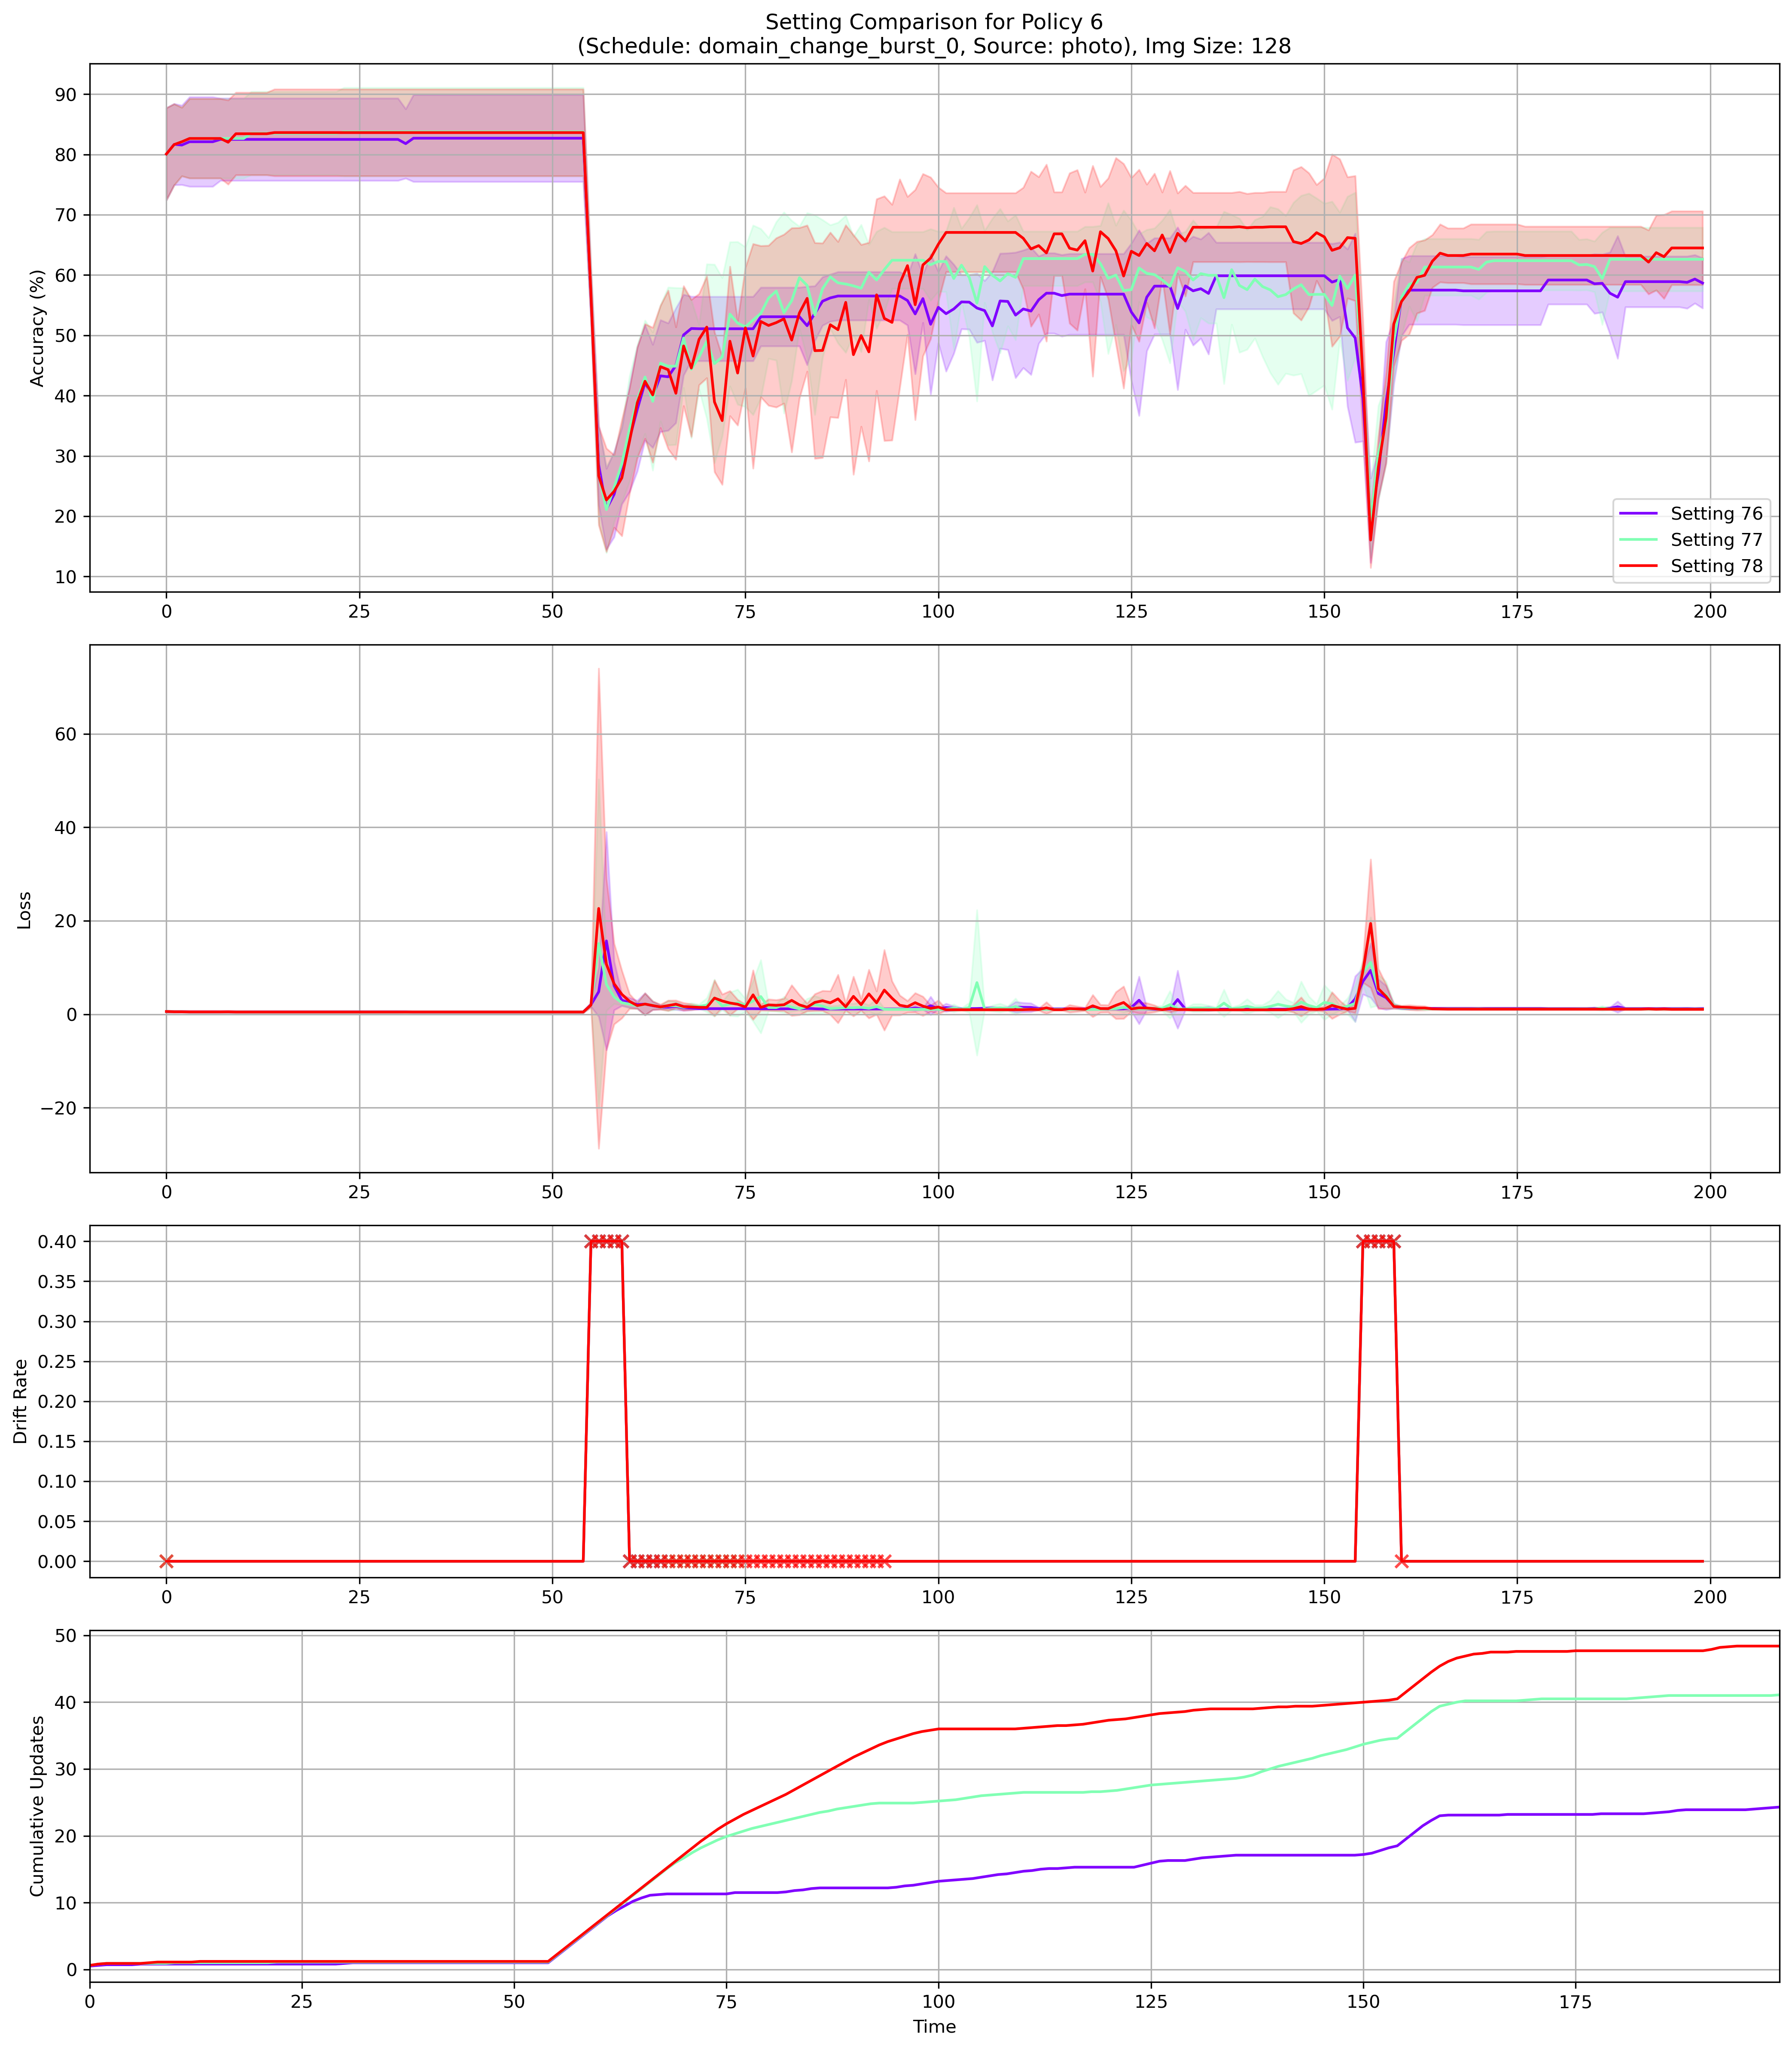 Setting Comparison for Policy 6
(Schedule: domain_change_burst_0, Source: photo), Img Size: 128
Accuracy (%)
90
80
70
60
50
40
30
20
10
0 25 50 75 100 125 150 175 200
Setting 76
Setting 77
Setting 78
Loss
60
40
20
0
−20
0 25 50 75 100 125 150 175 200
Drift Rate
0.40
0.35
0.30
0.25
0.20
0.15
0.10
0.05
0.00
0 25 50 75 100 125 150 175 200
Cumulative Updates
50
40
30
20
10
0
0 25 50 75 100 125 150 175
Time